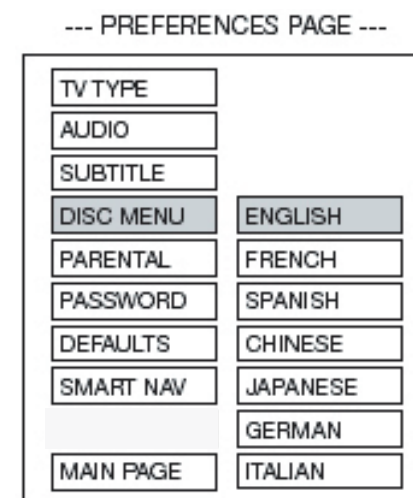 --- PREFERENCES PAGE ---
TV TYPE
AUDIO
SUBTITLE
DISC MENU ENGLISH
PARENTAL FRENCH
PASSWORD SPANISH
DEFAULTS CHINESE
SMART NAV JAPANESE
GERMAN
MAIN PAGE ITALIAN